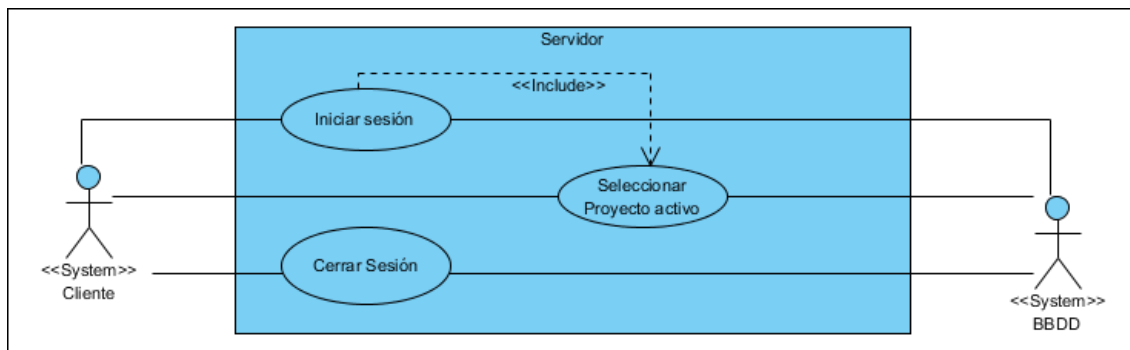 Servidor
<<Include>>
Iniciar sesión
Seleccionar
Proyecto activo
Cerrar Sesión
<<System>>
Cliente
<<System>>
BBDD